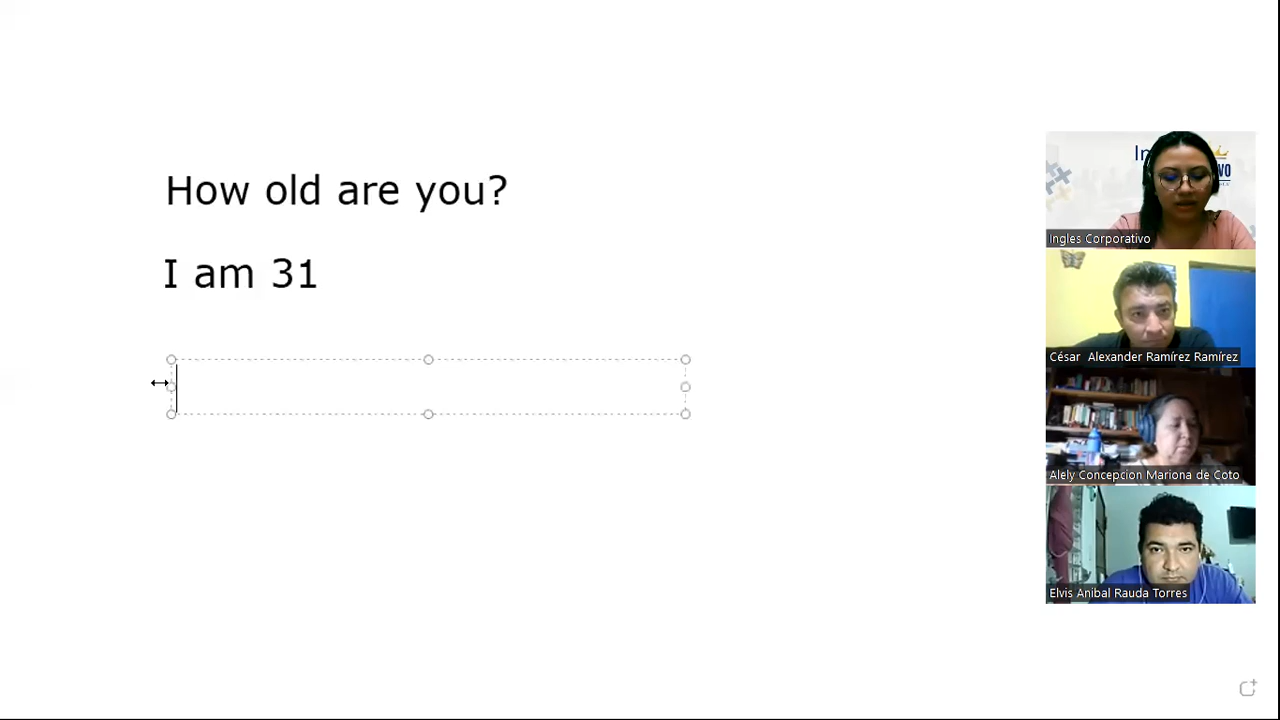 How old are you?
I am 31
Ingles Corporativo
César Alexander Ramírez Ramírez
Alely Concepcion Mariona de Coto
Elvis Anibal Rauda Torres